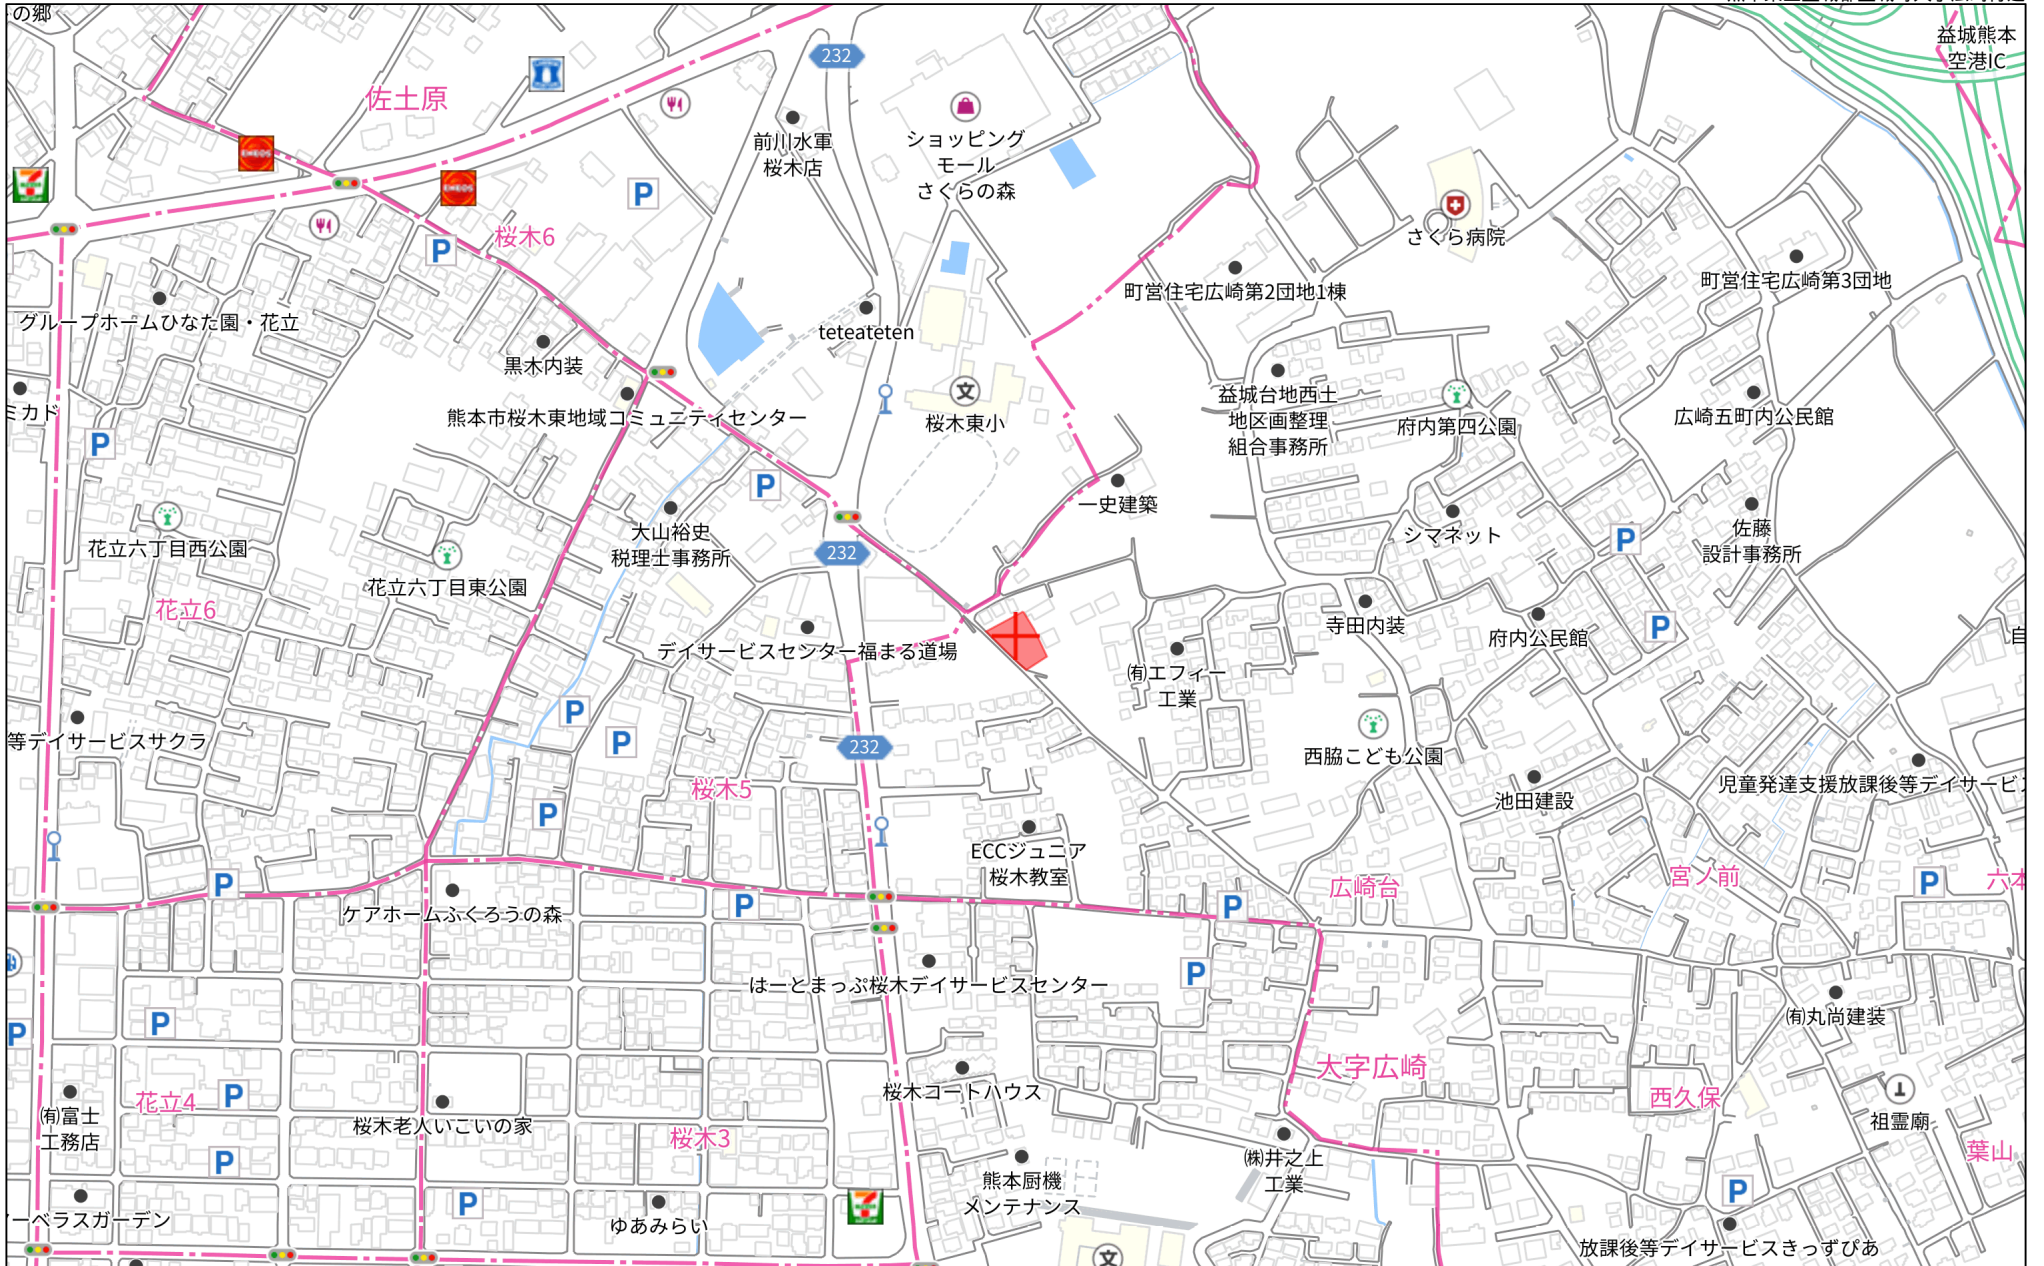 の郷
益城熊本
空港IC
232
佐土原
前川水軍
桜木店
ショッピング
モール
さくらの森
ENEOS
ENEOS
P
桜木6
P
さくら病院
町営住宅広崎第2団地1棟
町営住宅広崎第3団地
グループホームひなた園・花立
teteateten
黒木内装
ミカド
熊本市桜木東地域コミュニティセンター
文
桜木東小
益城台地西土
地区画整理
組合事務所
府内第四公園
広崎五町内公民館
P
P
一史建築
大山裕史
税理士事務所
シマネット
佐藤
設計事務所
P
花立六丁目西公園
花立六丁目東公園
232
花立6
寺田内装
府内公民館
P
自
デイサービスセンター福まる道場
㈲エフィー
工業
P
P
等デイサービスサクラ
232
西脇こども公園
桜木5
児童発達支援放課後等デイサービス
池田建設
P
ECCジュニア
桜木教室
P
広崎台
宮ノ前
P
六本
ケアホームふくろうの森
P
P
P
はーとまっぷ桜木デイサービスセンター
P
P
㈲丸尚建装
大字広崎
桜木コートハウス
花立4
P
㈲富士
工務店
桜木老人いこいの家
桜木3
西久保
祖霊廟
葉山
P
㈱井之上
工業
熊本厨機
メンテナンス
P
P
ゆあみらい
ーベラスガーデン
放課後等デイサービスきっずぴあ
文